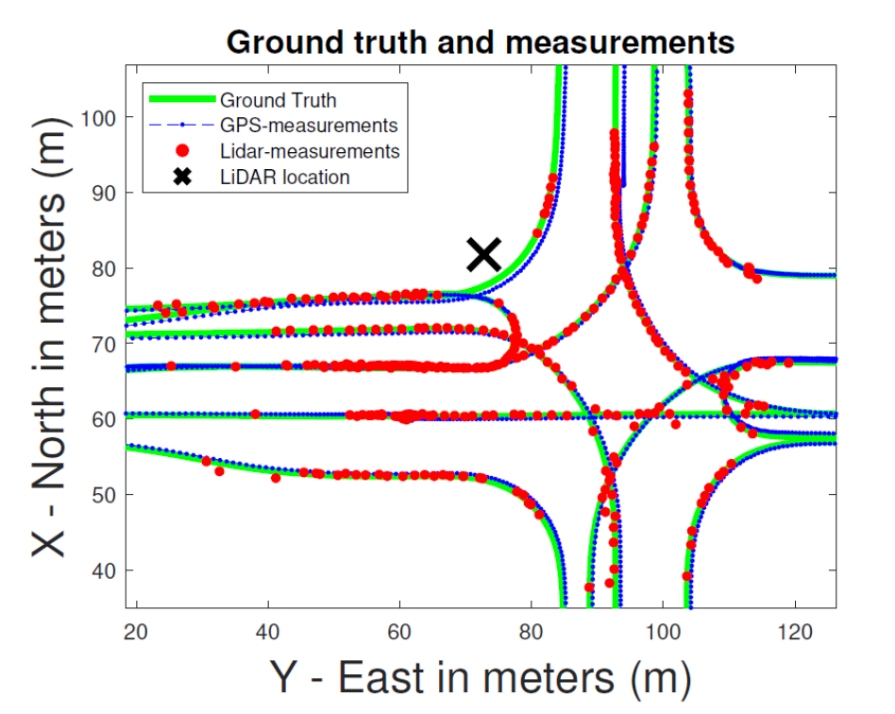 Ground truth and measurements
Ground Truth
GPS-measurements
Lidar-measurements
LiDAR location
X - North in meters (m)
100
90
80
70
60
50
40
20 40 60 80 100 120
Y - East in meters (m)